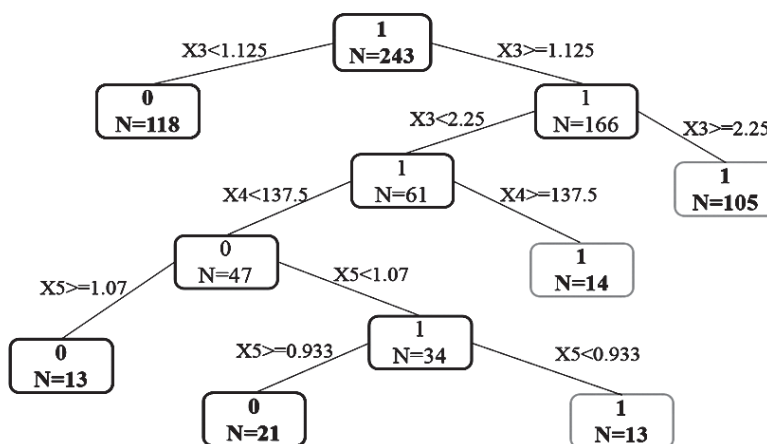 1
N=243
X3<1.125
X3>=1.125
0
N=118
1
N=166
X3<2.25
X3>=2.25
1
N=61
1
N=105
X4<137.5
X4>=137.5
0
N=47
1
N=14
X5>=1.07
X5<1.07
0
N=13
1
N=34
X5>=0.933
X5<0.933
0
N=21
1
N=13